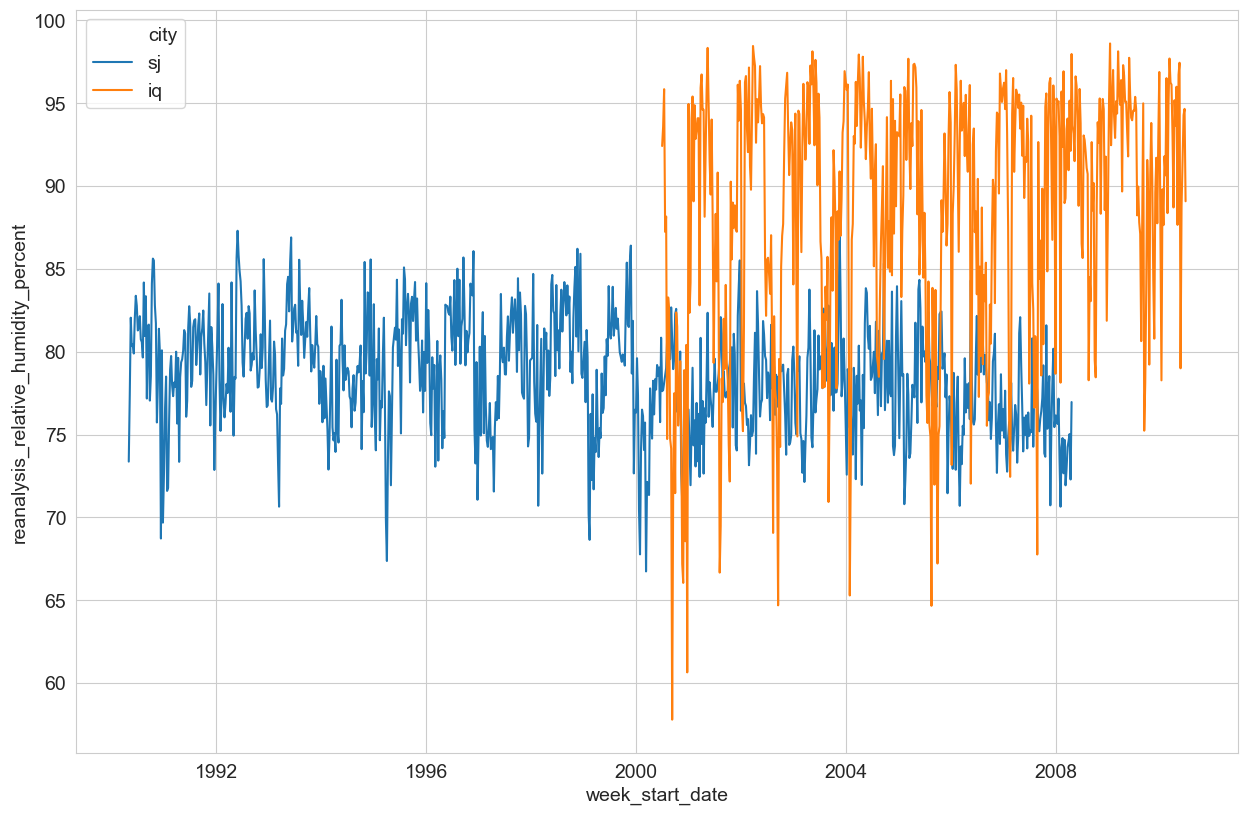 city
sj
iq
reanalysis_relative_humidity_percent
100
95
90
85
80
75
70
65
60
1992
1996
2000
2004
2008
week_start_date